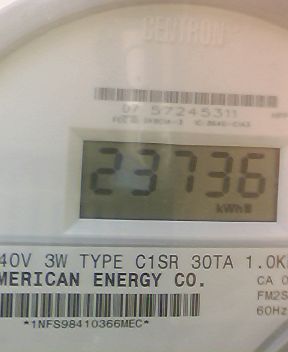 CENTRON
07 57245311
23736
kWh
40V 3W TYPE C1SR 30TA 1.0K
MERICAN ENERGY CO.
CA 0
FM2S
60Hz
*1NFS98410366MEC*